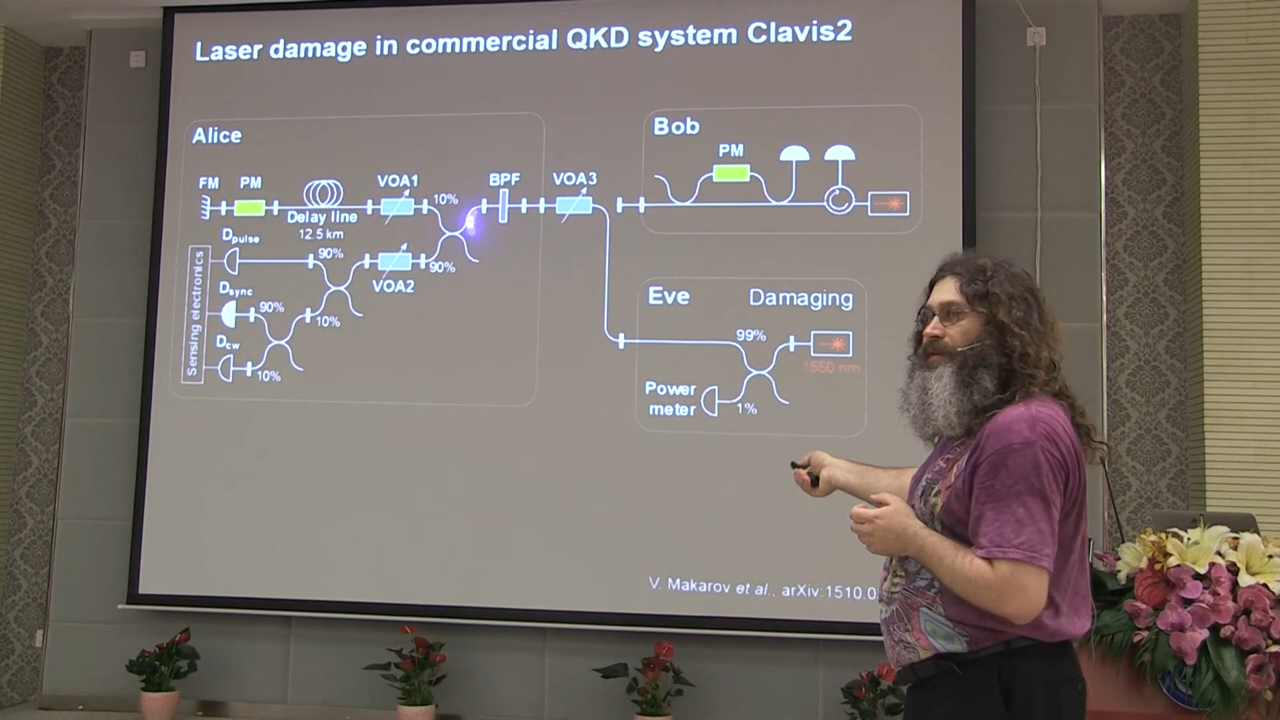 Laser damage in commercial QKD system Clavis2
Alice
FM
PM
Delay line
12.5 km
VOA1
10%
BPF
VOA3
Dpulse
90%
VOA2
90%
Dsync
90%
10%
Dcw
10%
Sensing electronics
Bob
PM
Eve
Damaging
99%
1550 nm
Power
meter
1%
V. Makarov et al., arXiv:1510.0